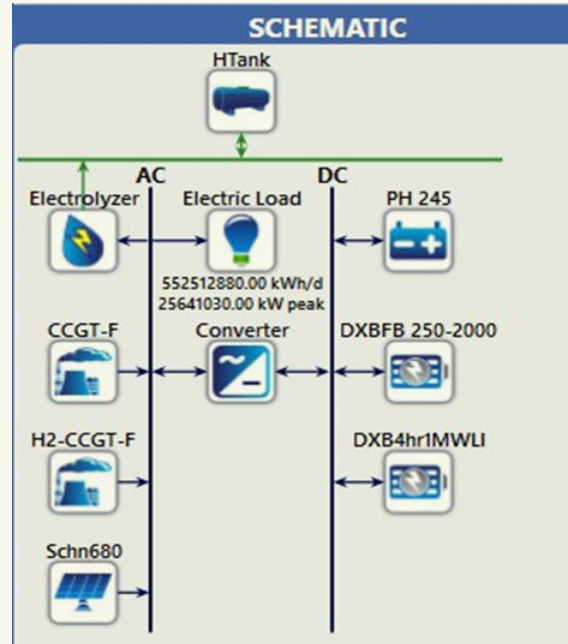 SCHEMATIC
HTank
AC
DC
Electrolyzer
Electric Load
PH 245
552512880.00 kWh/d
25641030.00 kW peak
CCGT-F
Converter
DXBFB 250-2000
H2-CCGT-F
DXB4hr1MWLI
Schn680